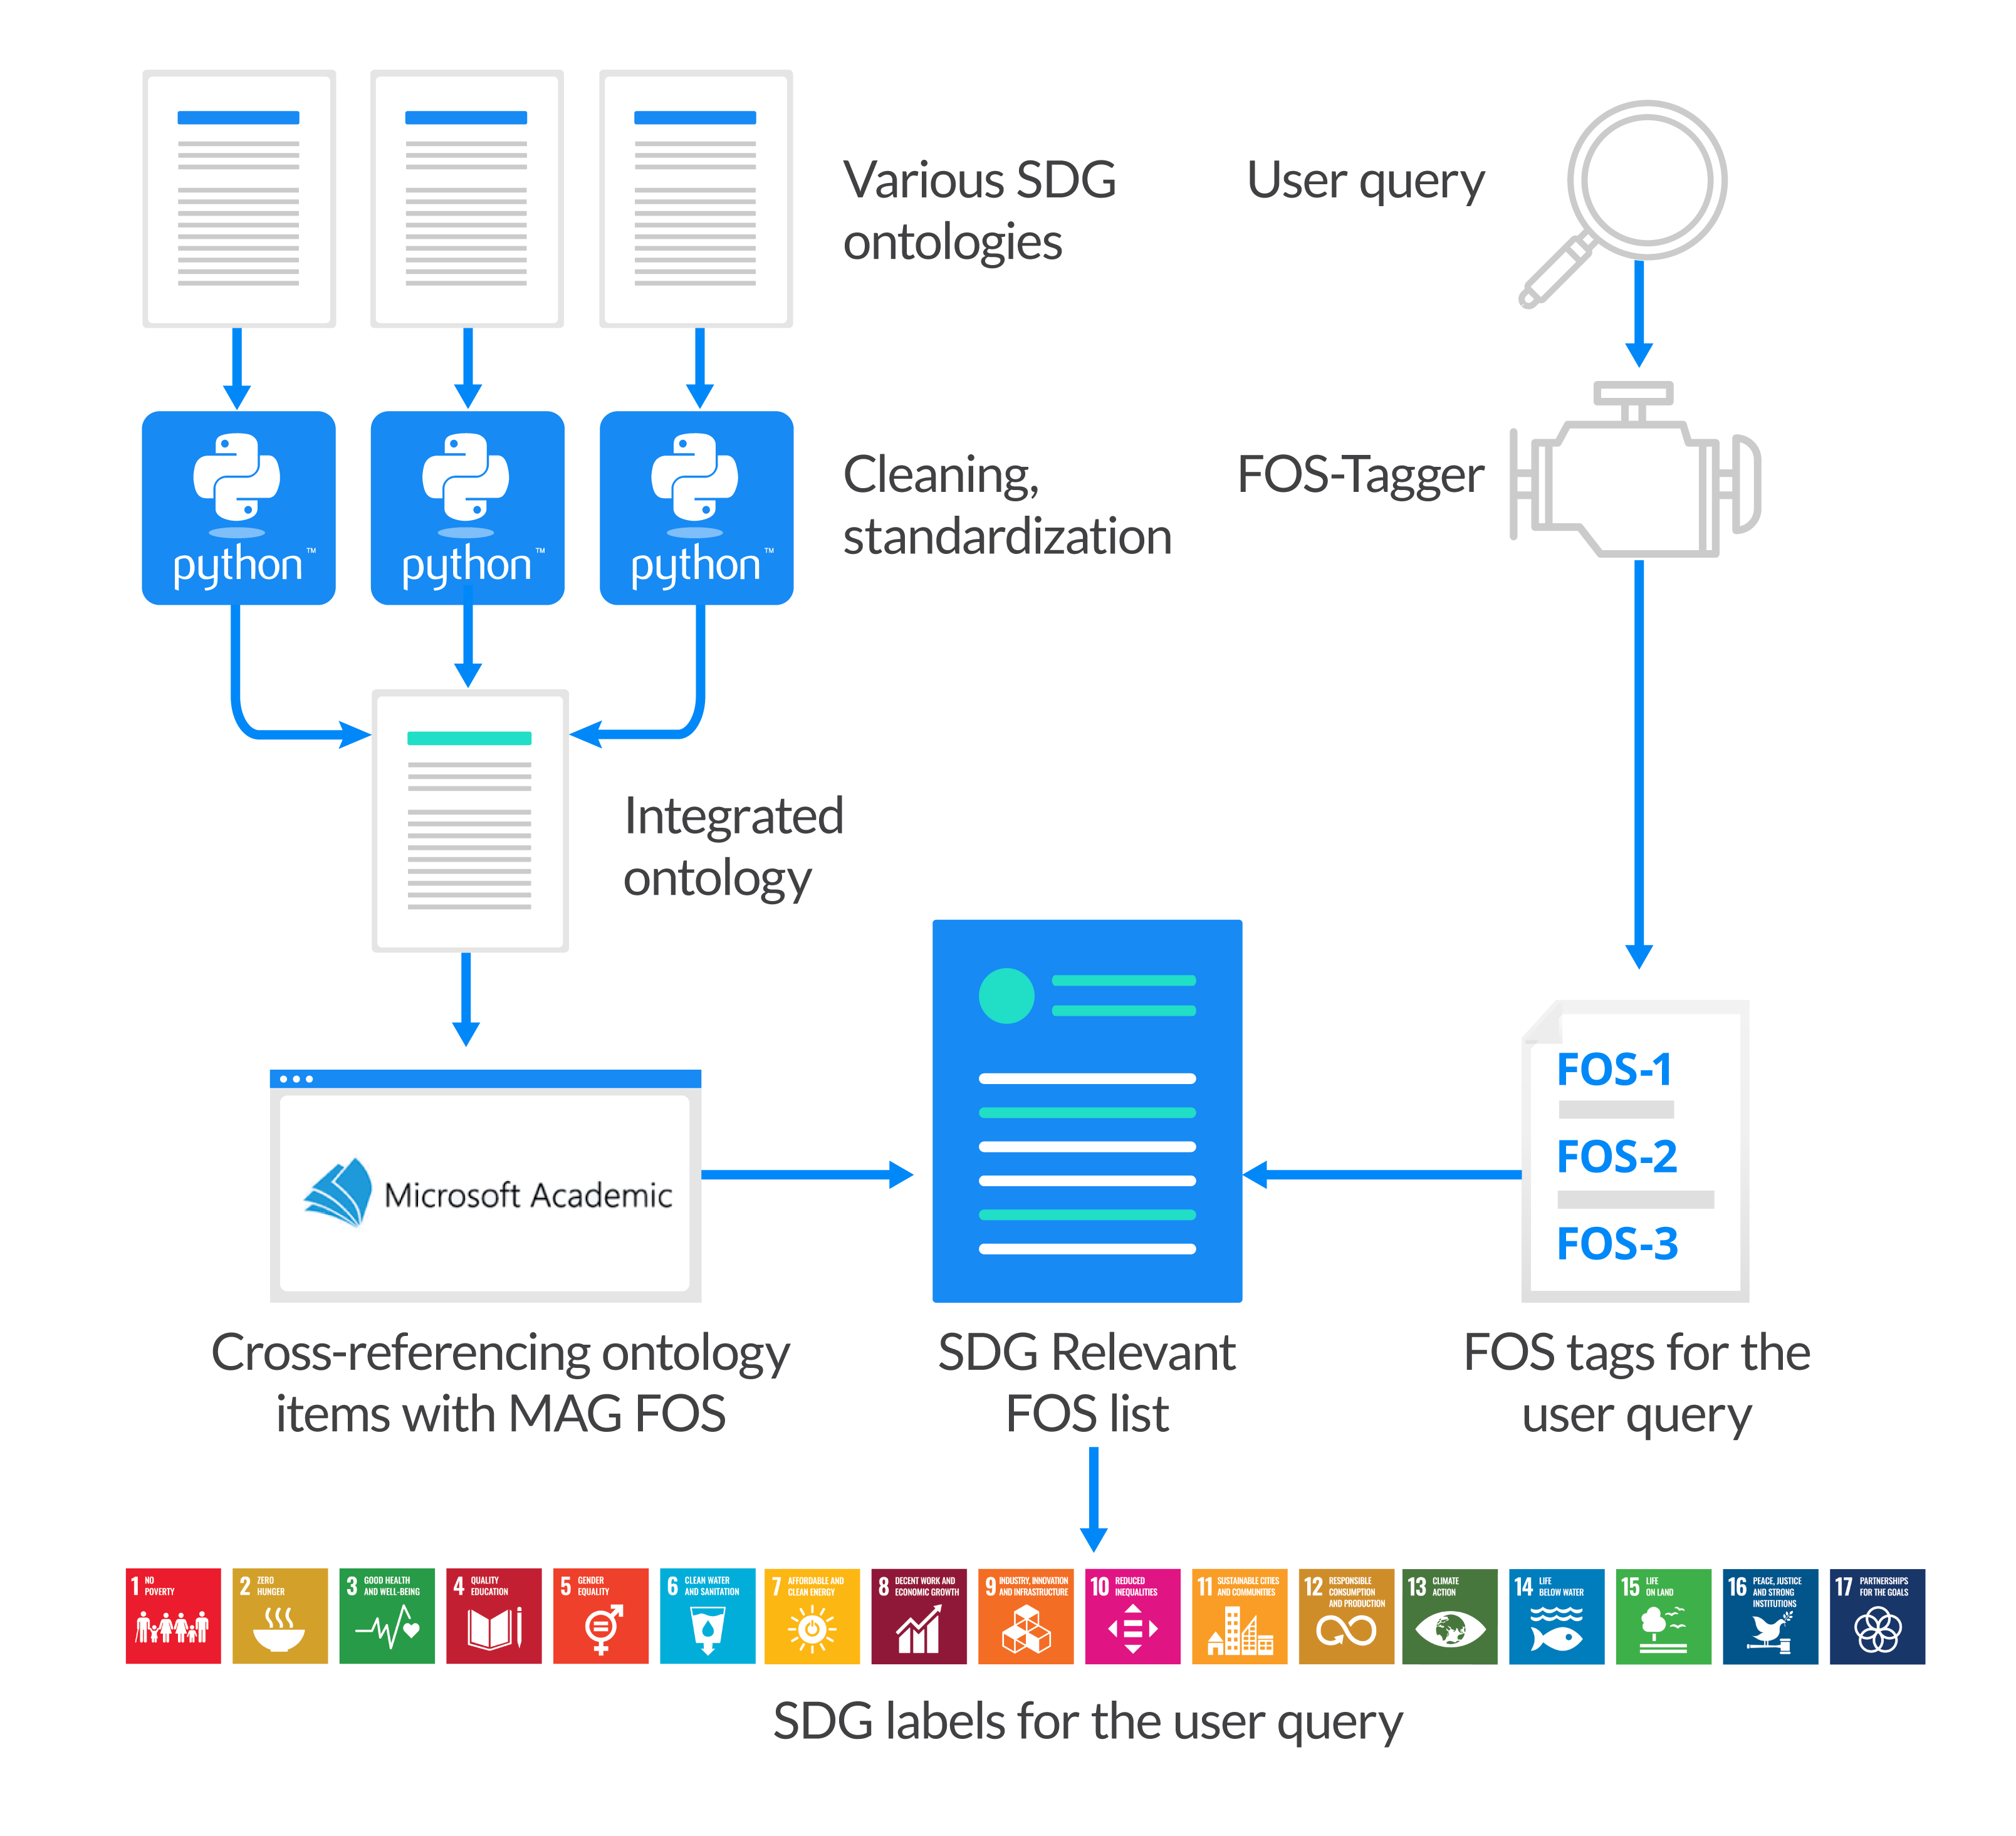 Various SDG
ontologies
User query
python™
python™
python™
Cleaning,
standardization
FOS-Tagger
Integrated
ontology
Microsoft Academic
FOS-1
FOS-2
FOS-3
Cross-referencing ontology
items with MAG FOS
SDG Relevant
FOS list
FOS tags for the
user query
1 NO
POVERTY
2 ZERO
HUNGER
3 GOOD HEALTH
AND WELL-BEING
4 QUALITY
EDUCATION
5 GENDER
EQUALITY
6 CLEAN WATER
AND SANITATION
7 AFFORDABLE AND
CLEAN ENERGY
8 DECENT WORK AND
ECONOMIC GROWTH
9 INDUSTRY, INNOVATION
AND INFRASTRUCTURE
10 REDUCED
INEQUALITIES
11 SUSTAINABLE CITIES
AND COMMUNITIES
12 RESPONSIBLE
CONSUMPTION
AND PRODUCTION
13 CLIMATE
ACTION
14 LIFE
BELOW WATER
15 LIFE
ON LAND
16 PEACE, JUSTICE
AND STRONG
INSTITUTIONS
17 PARTNERSHIPS
FOR THE GOALS
SDG labels for the user query